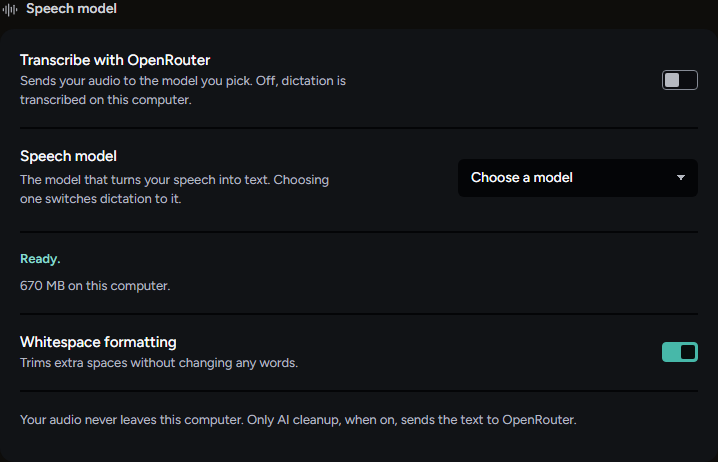 Speech model
Transcribe with OpenRouter
Sends your audio to the model you pick. Off, dictation is
transcribed on this computer.
Speech model
The model that turns your speech into text. Choosing
one switches dictation to it.
Choose a model
Ready.
670 MB on this computer.
Whitespace formatting
Trims extra spaces without changing any words.
Your audio never leaves this computer. Only AI cleanup, when on, sends the text to OpenRouter.